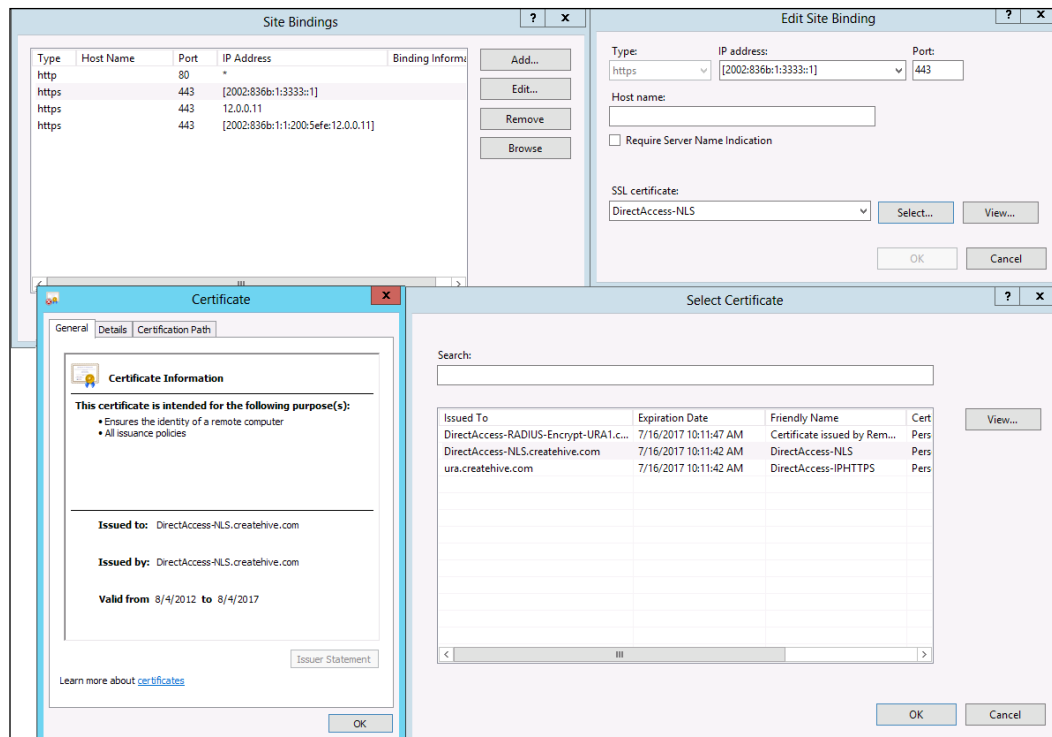 Site Bindings
? x
Type Host Name Port IP Address Binding Informa
http 80 *
https 443 [2002:836b:1:3333::1]
https 443 12.0.0.11
https 443 [2002:836b:1:1:200:5efe:12.0.0.11]
Add...
Edit...
Remove
Browse
Edit Site Binding
? x
Type: IP address: Port:
https [2002:836b:1:3333::1] 443
Host name:
Require Server Name Indication
SSL certificate:
DirectAccess-NLS Select... View...
OK Cancel
Certificate
x
General Details Certification Path
Certificate Information
This certificate is intended for the following purpose(s):
• Ensures the identity of a remote computer
• All issuance policies
Issued to: DirectAccess-NLS.createhive.com
Issued by: DirectAccess-NLS.createhive.com
Valid from 8/4/2012 to 8/4/2017
Issuer Statement
Learn more about certificates
OK
Select Certificate
? x
Search:
Issued To Expiration Date Friendly Name Cert
DirectAccess-RADIUS-Encrypt-URA1.c... 7/16/2017 10:11:47 AM Certificate issued by Rem... Pers
DirectAccess-NLS.createhive.com 7/16/2017 10:11:42 AM DirectAccess-NLS Pers
ura.createhive.com 7/16/2017 10:11:42 AM DirectAccess-IPHTTPS Pers
View...
OK Cancel